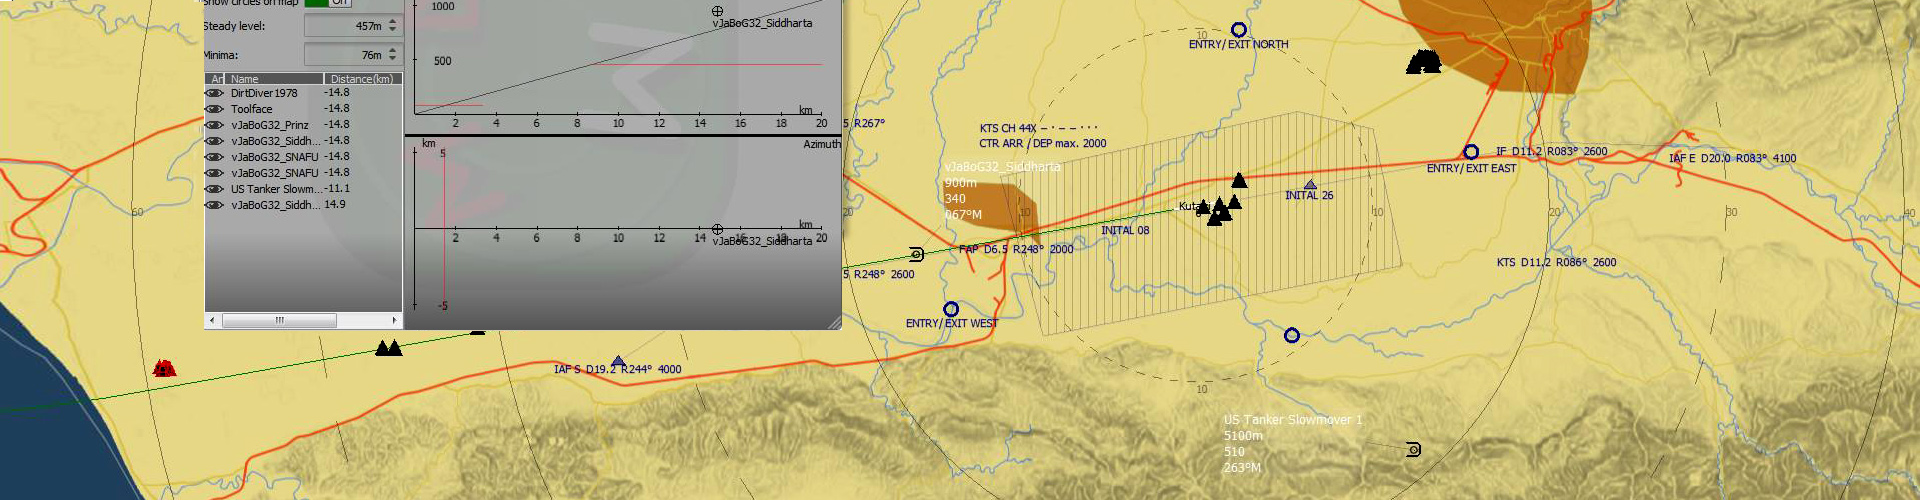 Show circles on map
On
Steady level:
457m
Minima:
76m
Name
Distance(km)
DirtDiver1978
-14.8
Toolface
-14.8
vJaBoG32_Prinz
-14.8
vJaBoG32_Siddh...
-14.8
vJaBoG32_SNAFU
-14.8
vJaBoG32_SNAFU
-14.8
US Tanker Slowm...
-11.1
vJaBoG32_Siddh...
14.9
1000
500
vJaBoG32_Siddharta
km
2 4 6 8 10 12 14 16 18 20
km
5
Azimuth
km
2 4 6 8 10 12 14 16 18 20
vJaBoG32_Siddharta
-5
60
5 R267°
5 R248° 2600
20
KTS CH 44X – · – – · · ·
CTR ARR / DEP max. 2000
vJaBoG32_Siddharta
900m
340
067ºM
10
10
ENTRY/EXIT NORTH
FAP D6.5 R248° 2000
INITAL 08
INITAL 26
ENTRY/EXIT WEST
ENTRY/EXIT EAST
IF D11.2 R083° 2600
IAF E D20.0 R083° 4100
KTS D11.2 R086° 2600
10
20
30
40
10
IAF S D19.2 R244° 4000
US Tanker Slowmover 1
5100m
510
263ºM